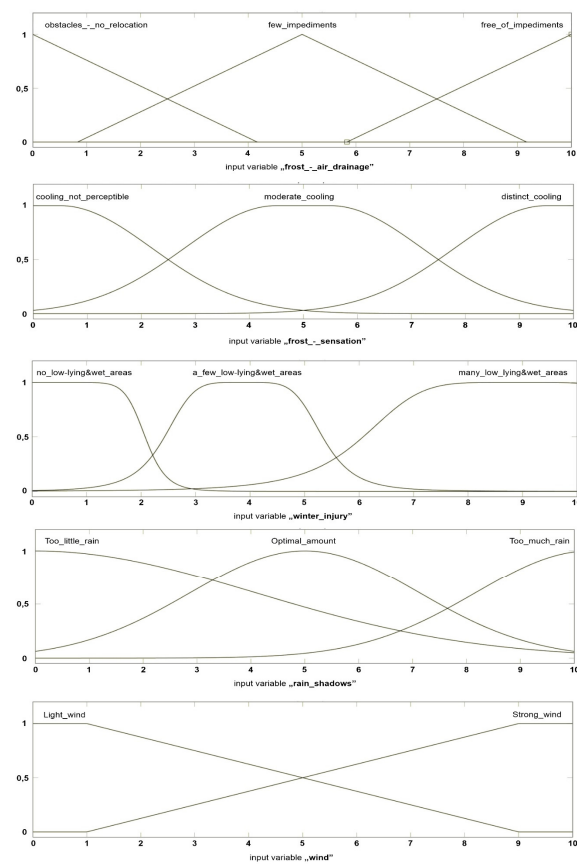 obstacles_-_no_relocation few_impediments free_of_impediments
1
0,5
0
0 1 2 3 4 5 6 7 8 9 10
input variable „frost_-_air_drainage”
cooling_not_perceptible moderate_cooling distinct_cooling
1
0,5
0
0 1 2 3 4 5 6 7 8 9 10
input variable „frost_-_sensation”
no_low-lying&wet_areas a_few_low-lying&wet_areas many_low_lying&wet_areas
1
0,5
0
0 1 2 3 4 5 6 7 8 9 10
input variable „winter_injury”
Too_little_rain Optimal_amount Too_much_rain
1
0,5
0
0 1 2 3 4 5 6 7 8 9 10
input variable „rain_shadows”
Light_wind Strong_wind
1
0,5
0
0 1 2 3 4 5 6 7 8 9 10
input variable „wind”